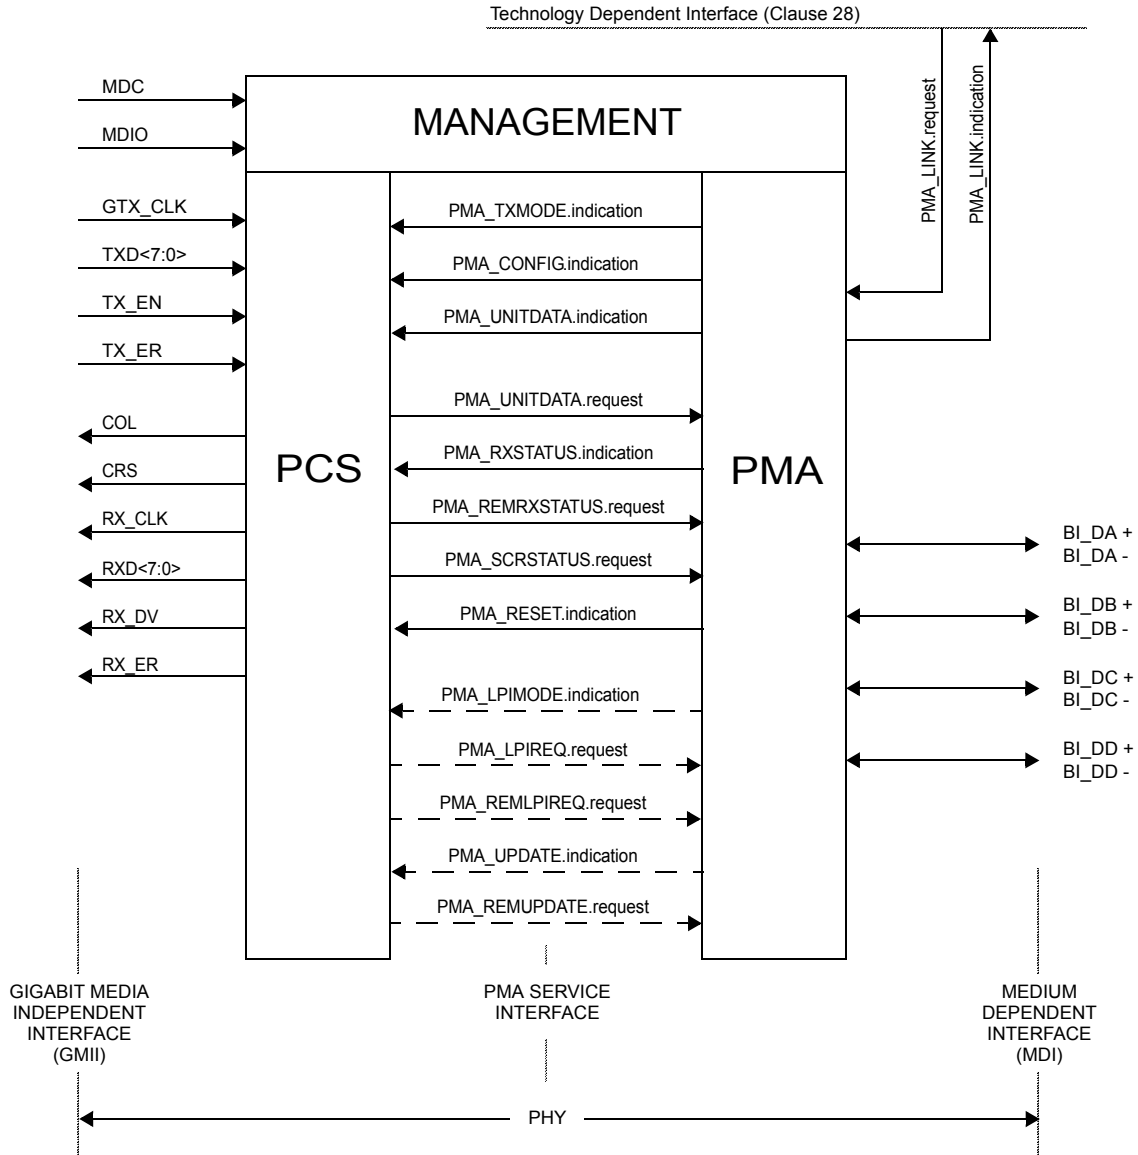 Technology Dependent Interface (Clause 28)
MDC
MDIO
MANAGEMENT
PMA_LINK.request
PMA_LINK.indication
GTX_CLK
TXD<7:0>
TX_EN
TX_ER
COL
CRS
RX_CLK
RXD<7:0>
RX_DV
RX_ER
PCS
PMA_TXMODE.indication
PMA_CONFIG.indication
PMA_UNITDATA.indication
PMA_UNITDATA.request
PMA_RXSTATUS.indication
PMA_REMRXSTATUS.request
PMA_SCRSTATUS.request
PMA_RESET.indication
PMA_LPIMODE.indication
PMA_LPIREQ.request
PMA_REMLPIREQ.request
PMA_UPDATE.indication
PMA_REMUPDATE.request
PMA
BI_DA +
BI_DA -
BI_DB +
BI_DB -
BI_DC +
BI_DC -
BI_DD +
BI_DD -
GIGABIT MEDIA
INDEPENDENT
INTERFACE
(GMII)
PMA SERVICE
INTERFACE
MEDIUM
DEPENDENT
INTERFACE
(MDI)
PHY